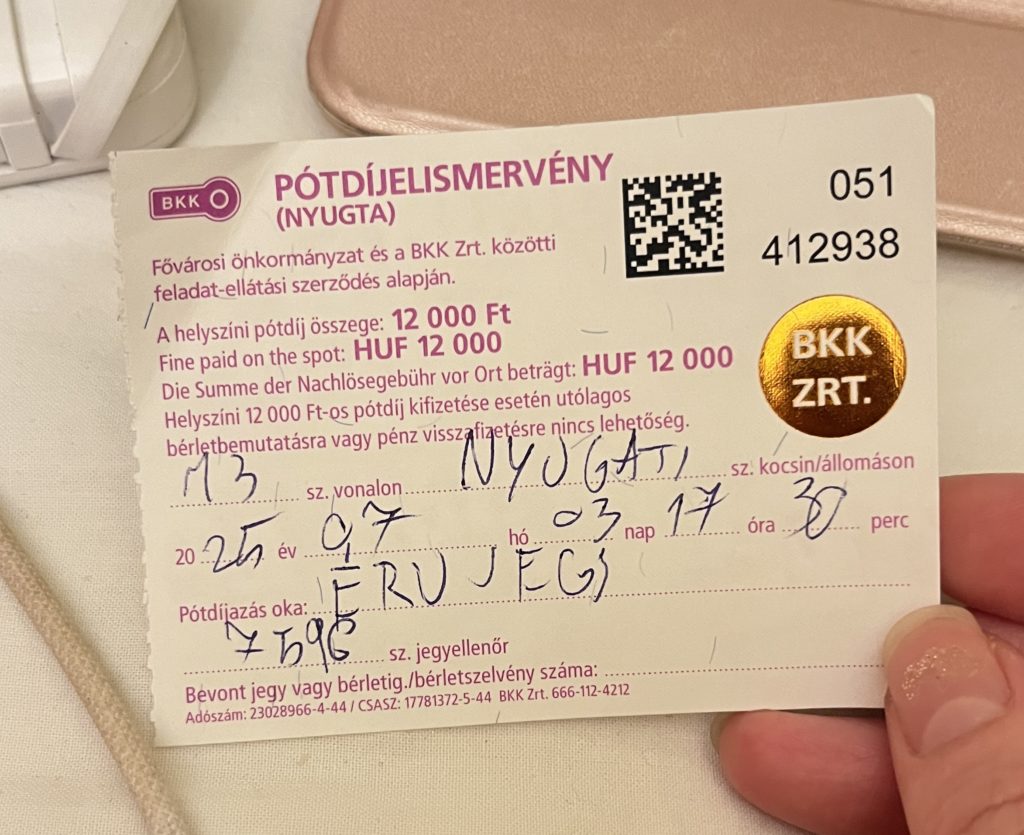 BKK
PÓTDÍJELISMERVÉNY
(NYUGTA)
051
412938
Fővárosi önkormányzat és a BKK Zrt. közötti
feladat-ellátási szerződés alapján.
A helyszíni pótdíj összege: 12 000 Ft
Fine paid on the spot: HUF 12 000
Die Summe der Nachlösegebühr vor Ort beträgt: HUF 12 000
BKK
ZRT.
Helyszíni 12 000 Ft-os pótdíj kifizetése esetén utólagos
bérletbemutatásra vagy pénz visszafizetésre nincs lehetőség.
M3 sz. vonalon NYUGATI sz. kocsin/állomáson
20 25 év 07 hó 03 nap 17 óra 30 perc
Pótdíjazás oka: ÉRV JEGY
7596 sz. jegyellenőr
Bevont jegy vagy bérletig./bérletszelvény száma:
Adószám: 23028966-4-44 / CSASZ: 17781372-5-44 BKK Zrt. 666-112-4212